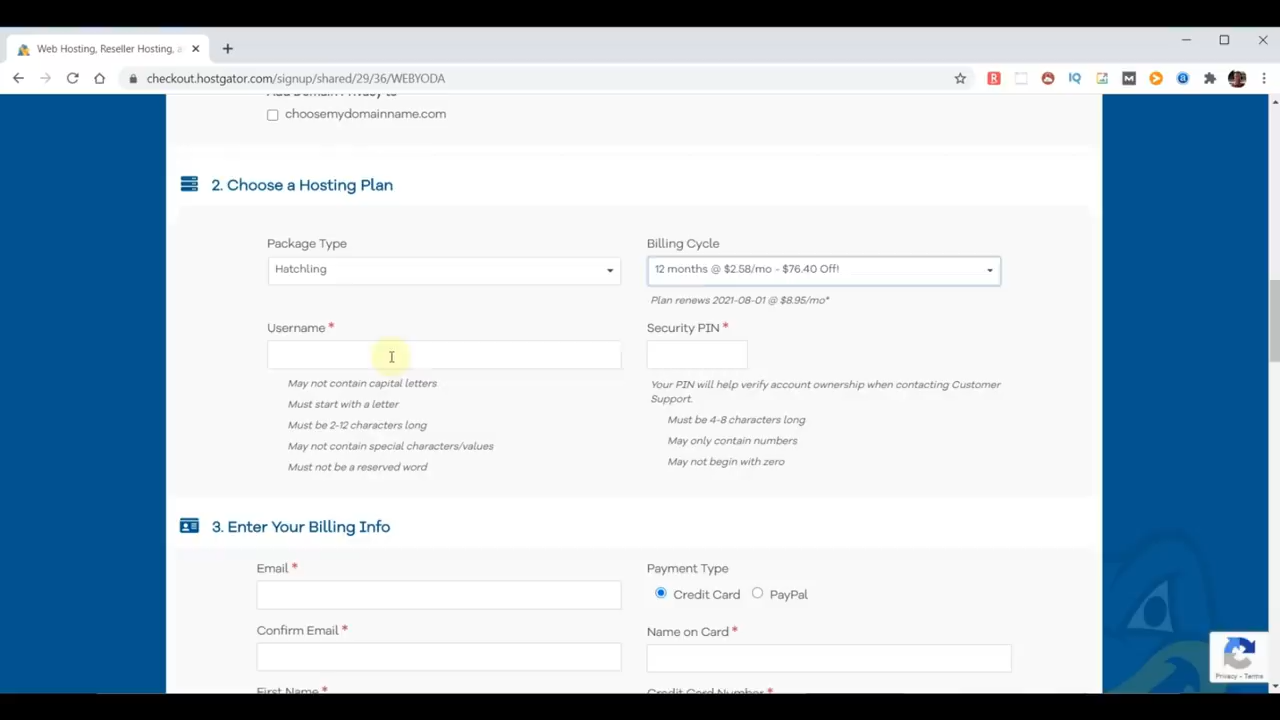 Web Hosting, Reseller Hosting, a
checkout.hostgator.com/signup/shared/29/36/WEBYODA
choosemydomainname.com
2. Choose a Hosting Plan
Package Type
Billing Cycle
Hatchling
12 months @ $2.58/mo - $76.40 Off!
Plan renews 2021-08-01 @ $8.95/mo*
Username *
Security PIN *
May not contain capital letters
Must start with a letter
Must be 2-12 characters long
May not contain special characters/values
Must not be a reserved word
Your PIN will help verify account ownership when contacting Customer
Support.
Must be 4-8 characters long
May only contain numbers
May not begin with zero
3. Enter Your Billing Info
Email *
Payment Type
Credit Card
PayPal
Confirm Email *
Name on Card *
First Name *
Credit Card Number *
Privacy - Terms